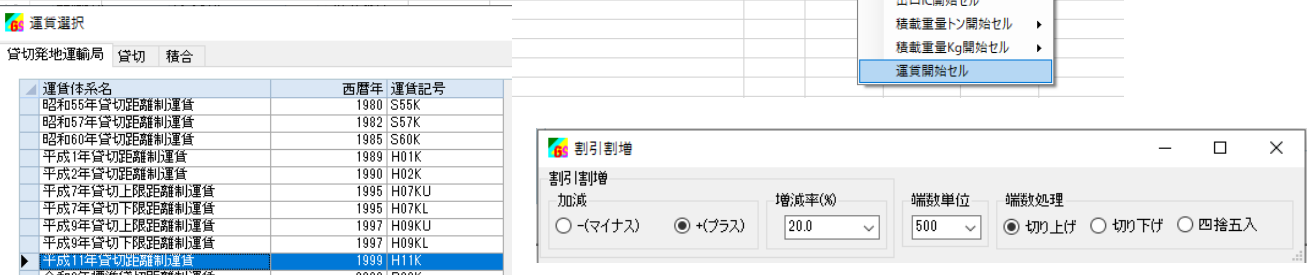 運賃選択
貸切発地運輸局 貸切 積合
運賃体系名 西暦年 運賃記号
昭和55年貸切距離制運賃 1980 S55K
昭和57年貸切距離制運賃 1982 S57K
昭和60年貸切距離制運賃 1985 S60K
平成1年貸切距離制運賃 1989 H01K
平成2年貸切距離制運賃 1990 H02K
平成7年貸切上限距離制運賃 1995 H07KU
平成7年貸切下限距離制運賃 1995 H07KL
平成9年貸切上限距離制運賃 1997 H09KU
平成9年貸切下限距離制運賃 1997 H09KL
平成11年貸切距離制運賃 1999 H11K
出口IC開始セル
積載重量トン開始セル
積載重量Kg開始セル
運賃開始セル
割引割増
割引割増
加減 増減率(%) 端数単位 端数処理
-(マイナス) +(プラス) 20.0 500 切り上げ 切り下げ 四捨五入